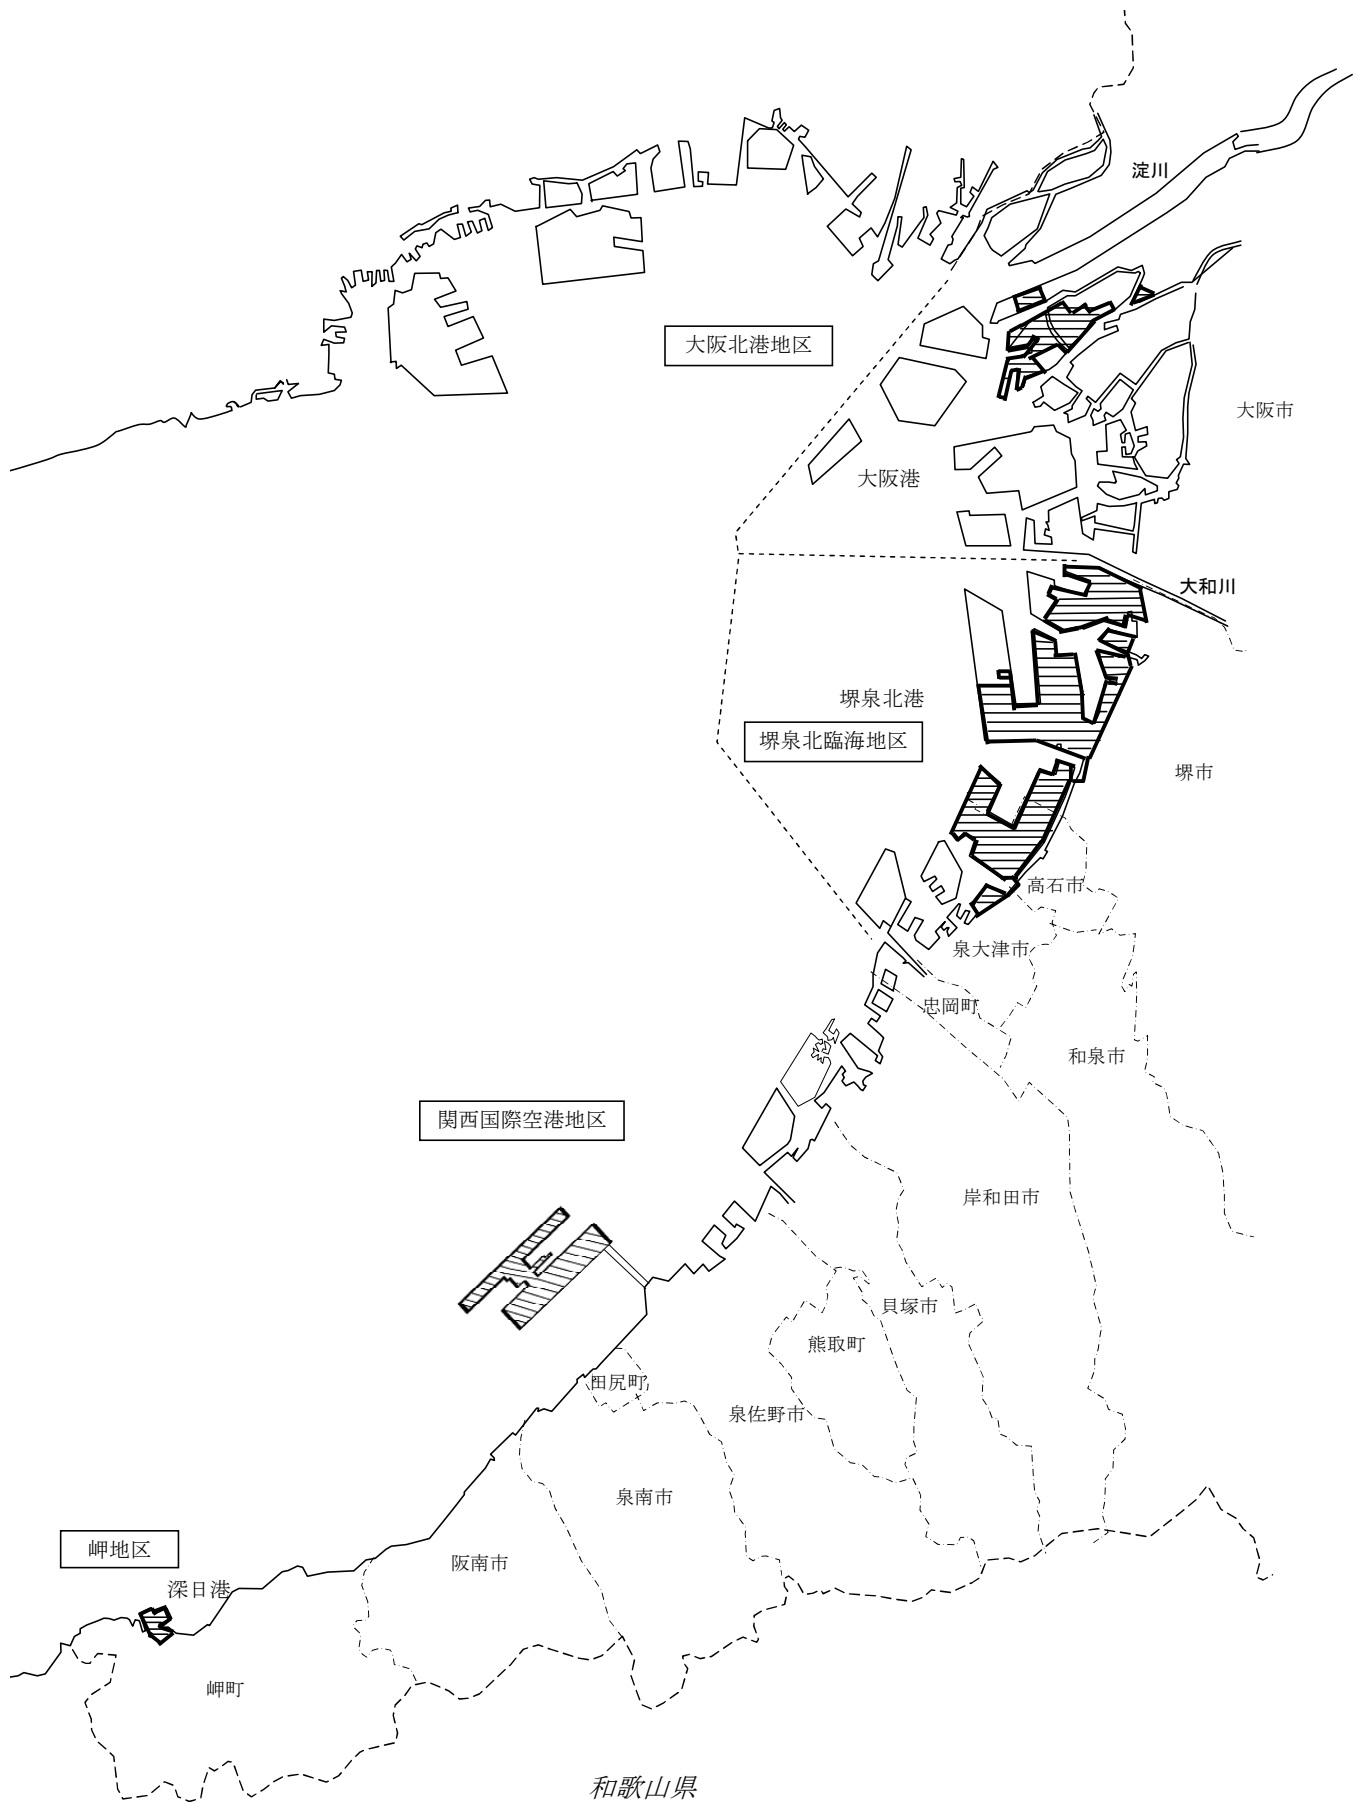 淀川
大阪北港地区
大阪市
大阪港
大和川
堺泉北港
堺泉北臨海地区
堺市
高石市
泉大津市
忠岡町
和泉市
関西国際空港地区
岸和田市
貝塚市
熊取町
田尻町
泉佐野市
泉南市
岬地区
阪南市
深日港
岬町
和歌山県